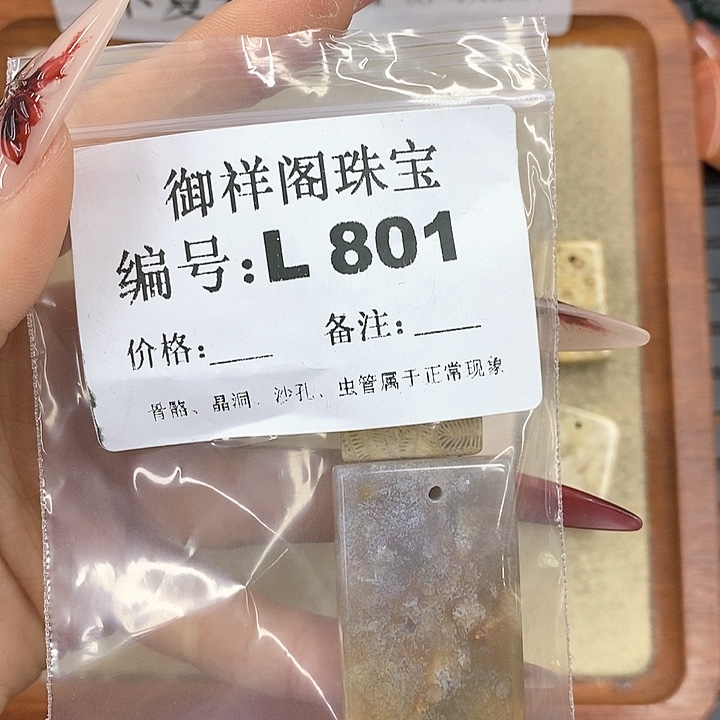 御祥阁珠宝
编号:L 801
价格:____ 备注:____
骨骼、晶洞、沙孔、虫管属于正常现象